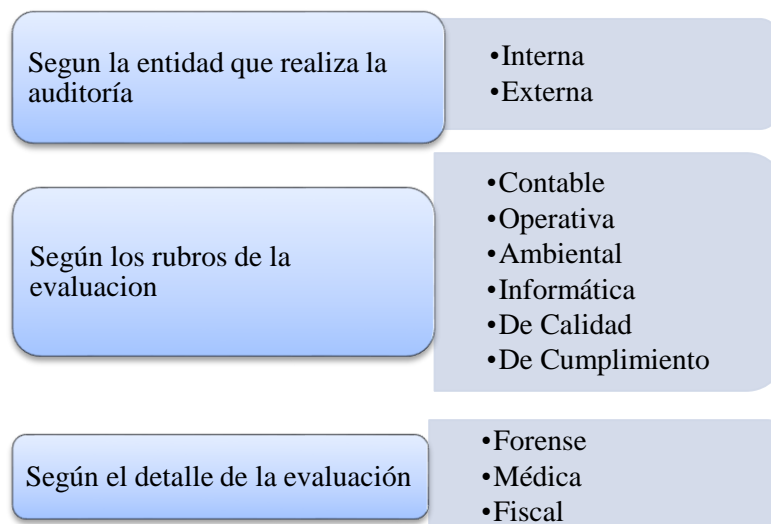 Segun la entidad que realiza la
auditoría
•Interna
•Externa
Según los rubros de la
evaluacion
•Contable
•Operativa
•Ambiental
•Informática
•De Calidad
•De Cumplimiento
Según el detalle de la evaluación
•Forense
•Médica
•Fiscal